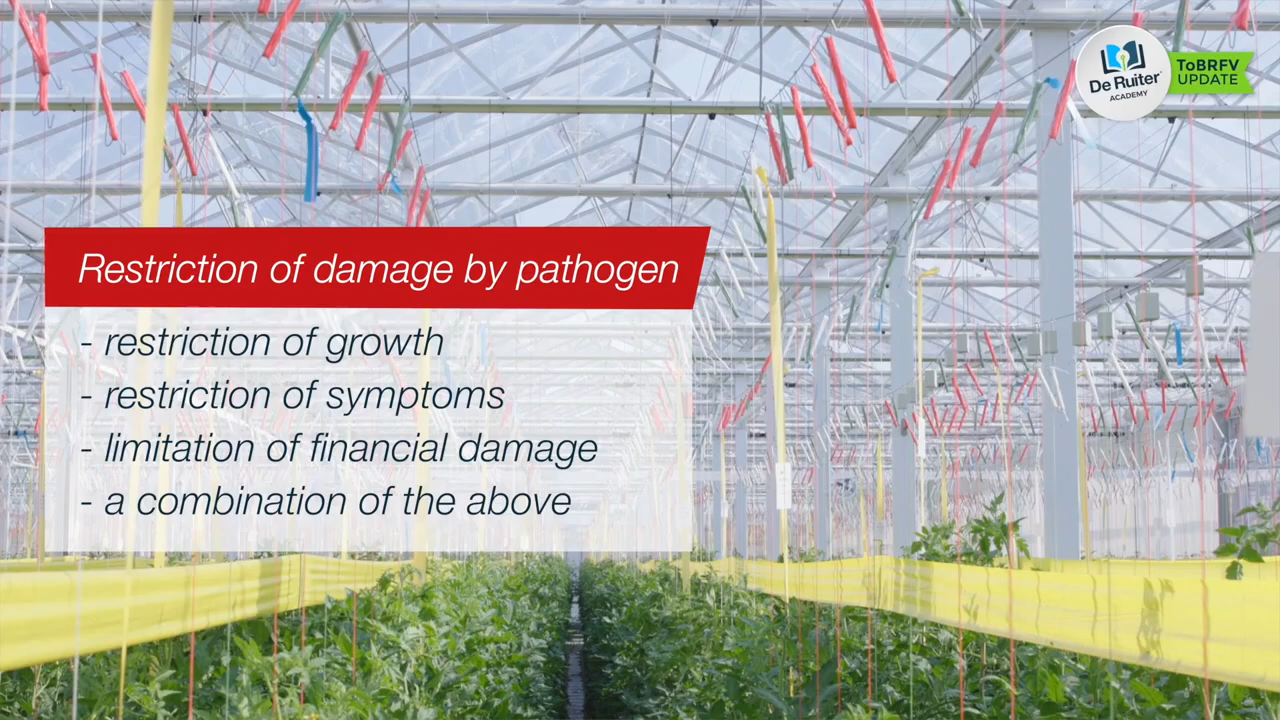 De Ruiter
ACADEMY
ToBRFV
UPDATE
Restriction of damage by pathogen
- restriction of growth
- restriction of symptoms
- limitation of financial damage
- a combination of the above